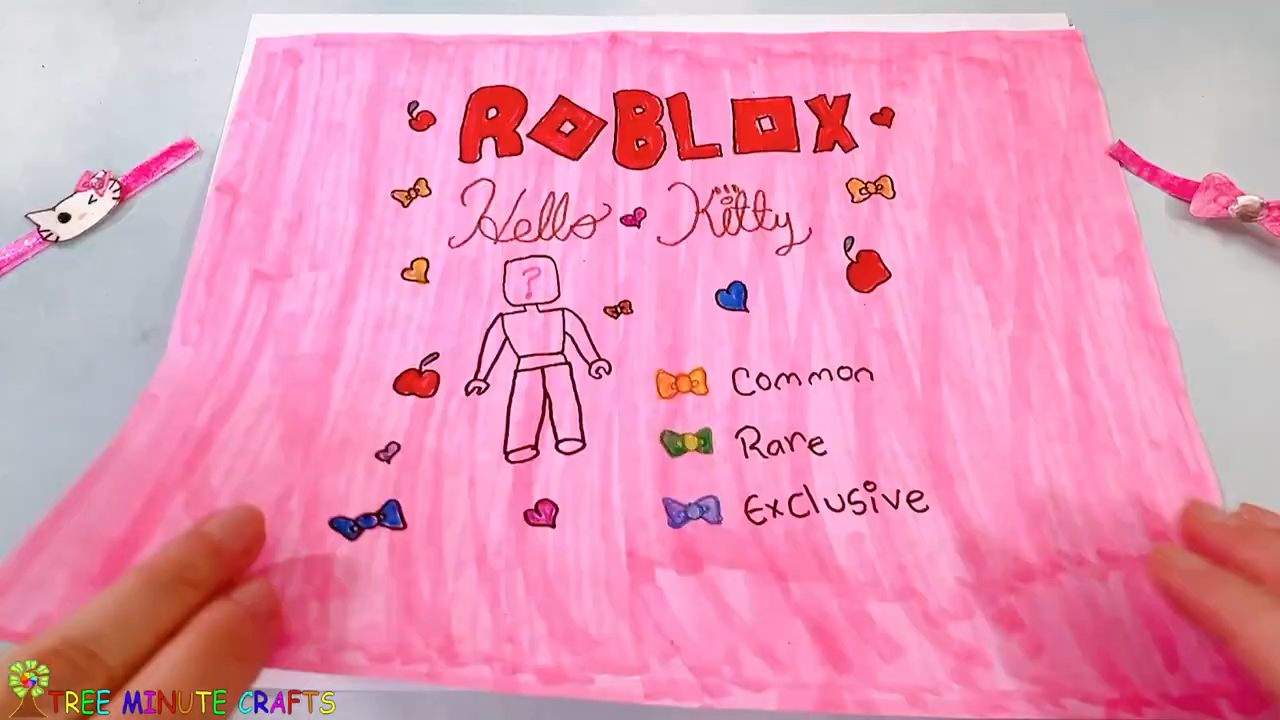 ROBLOX
Hello Kitty
?
Common
Rare
Exclusive
TREE MINUTE CRAFTS